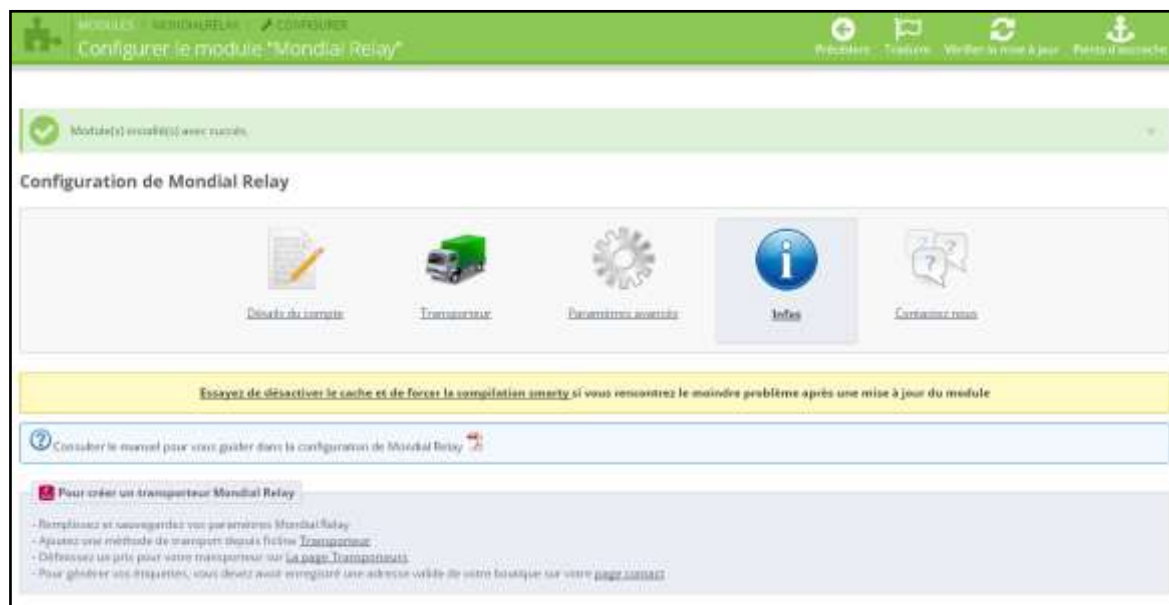 MODULES / MONDIALRELAY / CONFIGURER
Configurer le module "Mondial Relay"
Précédent Traduire Vérifier la mise à jour Points d'accroche
Module(s) installé(s) avec succès.
Configuration de Mondial Relay
Détails du compte Transporteur Paramètres avancés Infos Contactez nous
Essayez de désactiver le cache et de forcer la compilation smarty si vous rencontrez le moindre problème après une mise à jour du module
Consulter le manuel pour vous guider dans la configuration de Mondial Relay
Pour créer un transporteur Mondial Relay
- Remplissez et sauvegardez vos paramètres Mondial Relay
- Ajoutez une méthode de transport depuis l'icône Transporteur
- Définissez un prix pour votre transporteur sur La page Transporteurs
- Pour générer vos étiquettes, vous devez avoir enregistré une adresse valide de votre boutique sur votre page contact